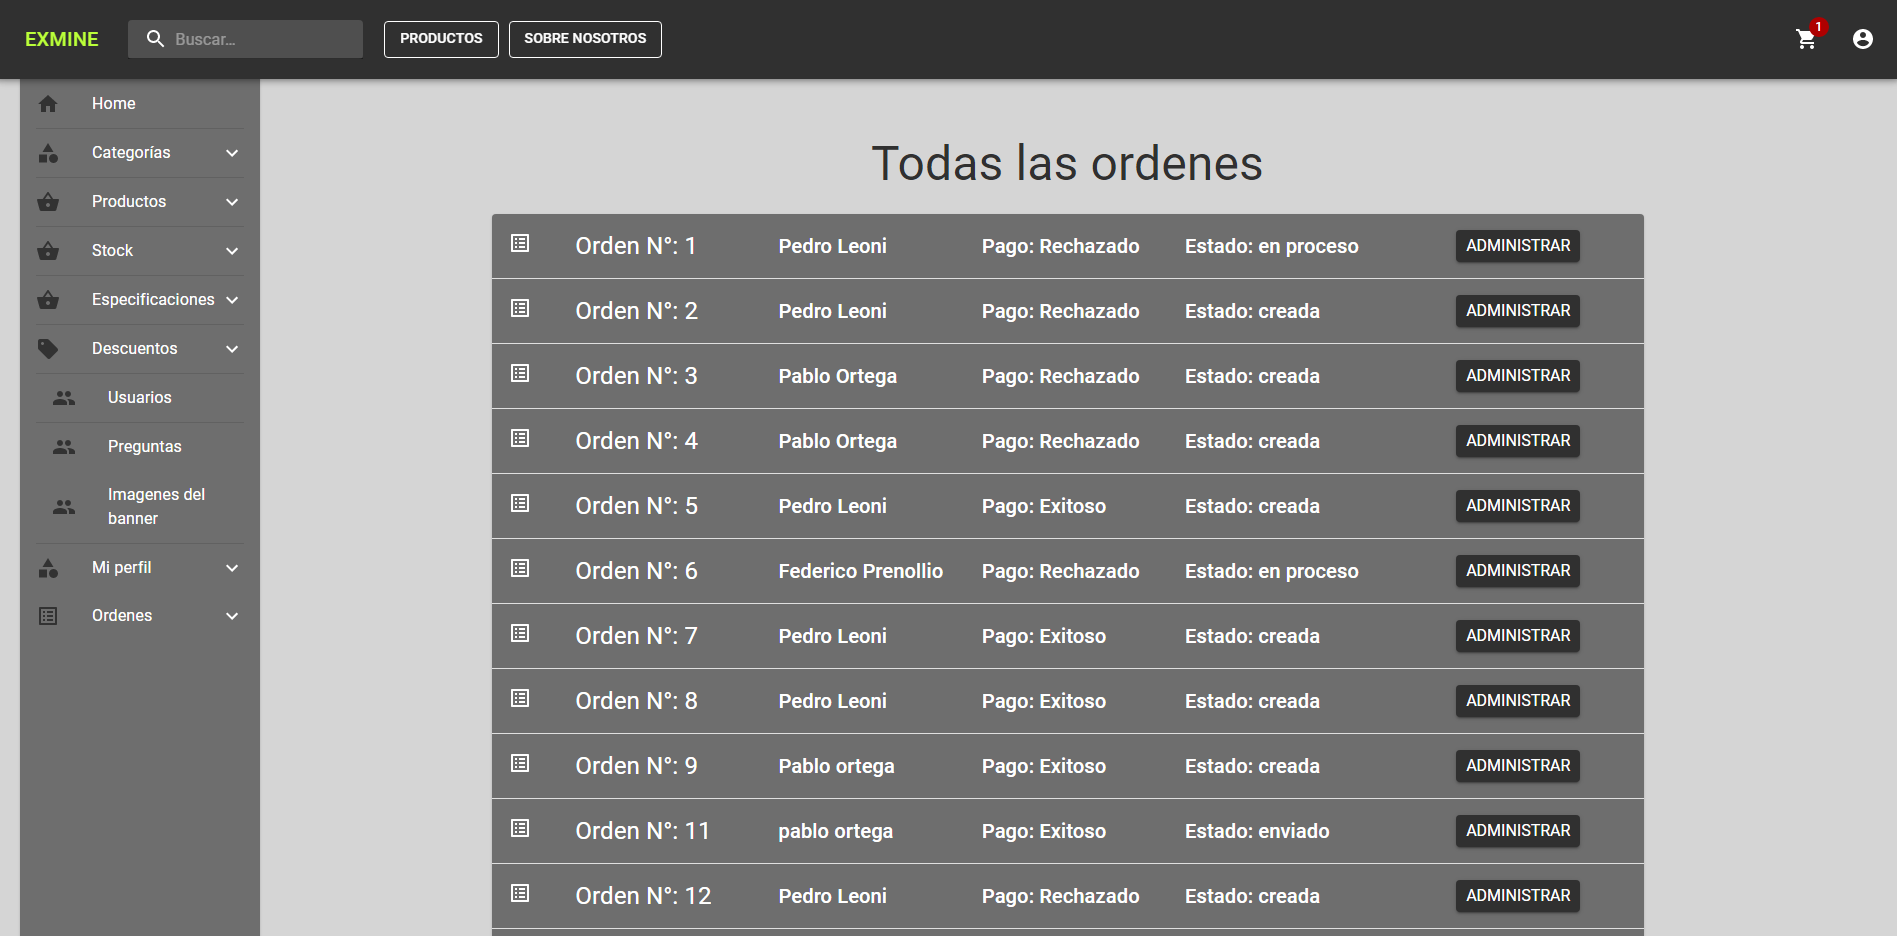 EXMINE
Buscar...
PRODUCTOS
SOBRE NOSOTROS
1
Home
Categorías
Productos
Stock
Especificaciones
Descuentos
Usuarios
Preguntas
Imagenes del
banner
Mi perfil
Ordenes
Todas las ordenes
Orden N°: 1 Pedro Leoni Pago: Rechazado Estado: en proceso ADMINISTRAR
Orden N°: 2 Pedro Leoni Pago: Rechazado Estado: creada ADMINISTRAR
Orden N°: 3 Pablo Ortega Pago: Rechazado Estado: creada ADMINISTRAR
Orden N°: 4 Pablo Ortega Pago: Rechazado Estado: creada ADMINISTRAR
Orden N°: 5 Pedro Leoni Pago: Exitoso Estado: creada ADMINISTRAR
Orden N°: 6 Federico Prenollio Pago: Rechazado Estado: en proceso ADMINISTRAR
Orden N°: 7 Pedro Leoni Pago: Exitoso Estado: creada ADMINISTRAR
Orden N°: 8 Pedro Leoni Pago: Exitoso Estado: creada ADMINISTRAR
Orden N°: 9 Pablo ortega Pago: Exitoso Estado: creada ADMINISTRAR
Orden N°: 11 pablo ortega Pago: Exitoso Estado: enviado ADMINISTRAR
Orden N°: 12 Pedro Leoni Pago: Rechazado Estado: creada ADMINISTRAR